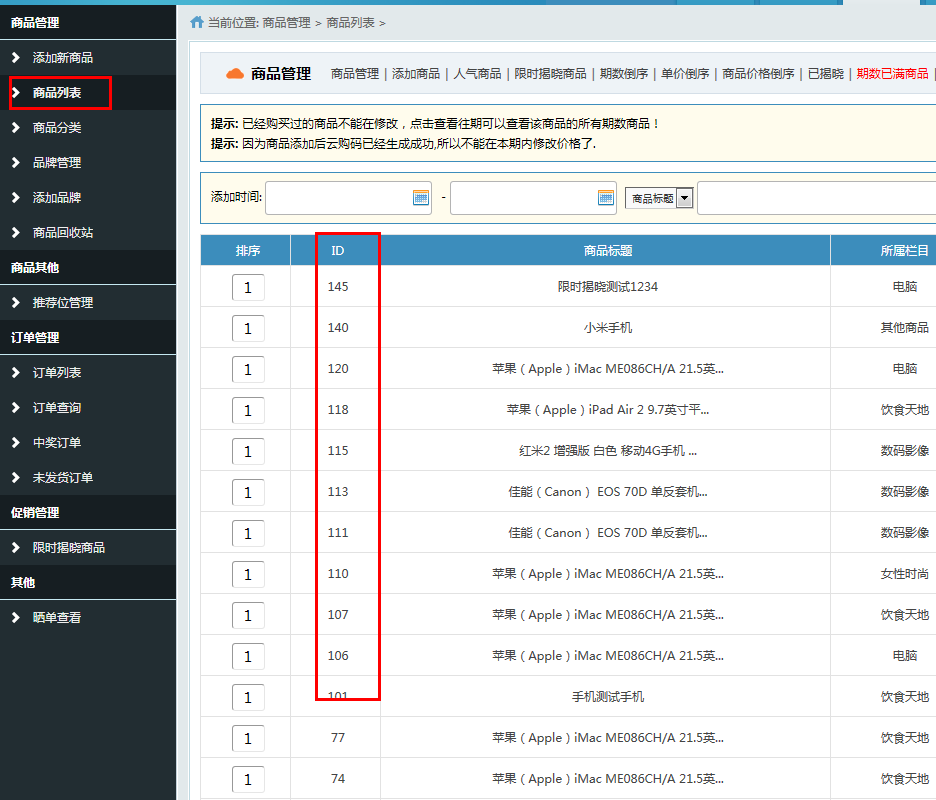 商品管理
添加新商品
商品列表
商品分类
品牌管理
添加品牌
商品回收站
商品其他
推荐位管理
订单管理
订单列表
订单查询
中奖订单
未发货订单
促销管理
限时揭晓商品
其他
晒单查看
当前位置: 商品管理 > 商品列表 >
商品管理 商品管理 | 添加商品 | 人气商品 | 限时揭晓商品 | 期数倒序 | 单价倒序 | 商品价格倒序 | 已揭晓 | 期数已满商品 |
提示: 已经购买过的商品不能在修改，点击查看往期可以查看该商品的所有期数商品！
提示: 因为商品添加后云购码已经生成成功,所以不能在本期内修改价格了.
添加时间: - 商品标题
排序 ID 商品标题 所属栏目
1 145 限时揭晓测试1234 电脑
1 140 小米手机 其他商品
1 120 苹果（Apple）iMac ME086CH/A 21.5英... 电脑
1 118 苹果（Apple）iPad Air 2 9.7英寸平... 饮食天地
1 115 红米2 增强版 白色 移动4G手机 ... 数码影像
1 113 佳能（Canon） EOS 70D 单反套机... 数码影像
1 111 佳能（Canon） EOS 70D 单反套机... 数码影像
1 110 苹果（Apple）iMac ME086CH/A 21.5英... 女性时尚
1 107 苹果（Apple）iMac ME086CH/A 21.5英... 饮食天地
1 106 苹果（Apple）iMac ME086CH/A 21.5英... 电脑
1 101 手机测试手机 饮食天地
1 77 苹果（Apple）iMac ME086CH/A 21.5英... 饮食天地
1 74 苹果（Apple）iMac ME086CH/A 21.5英... 饮食天地